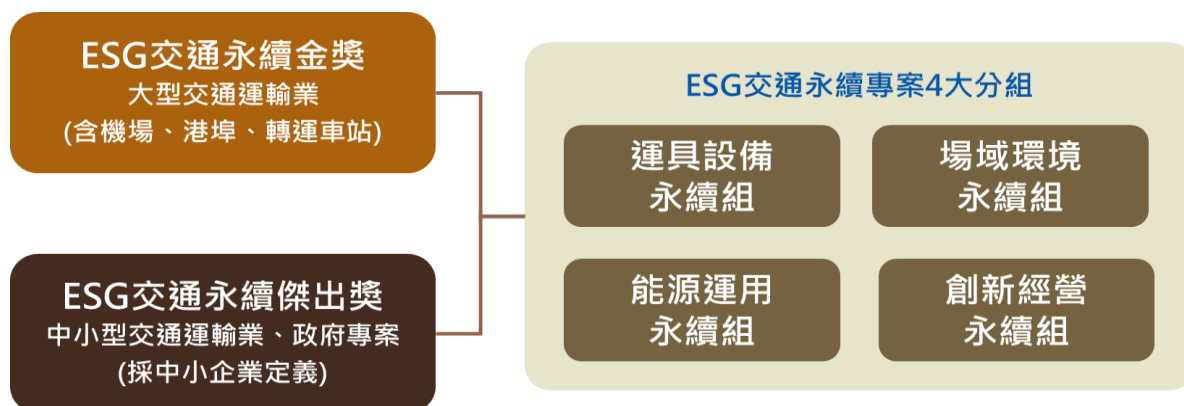 ESG交通永續金獎
大型交通運輸業
(含機場、港埠、轉運車站)
ESG交通永續傑出獎
中小型交通運輸業、政府專案
(採中小企業定義)
ESG交通永續專案4大分組
運具設備
永續組
場域環境
永續組
能源運用
永續組
創新經營
永續組